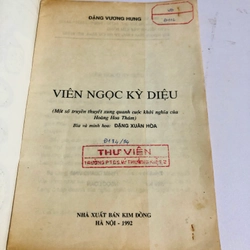 ĐẶNG VƯƠNG HƯNG
VIÊN NGỌC KỲ DIỆU
(Một số truyền thuyết xung quanh cuộc khởi nghĩa của
Hoàng Hoa Thám)
Bìa và minh họa: ĐẶNG XUÂN HÒA
THƯ VIỆN
NHÀ XUẤT BẢN KIM ĐỒNG
HÀ NỘI - 1992